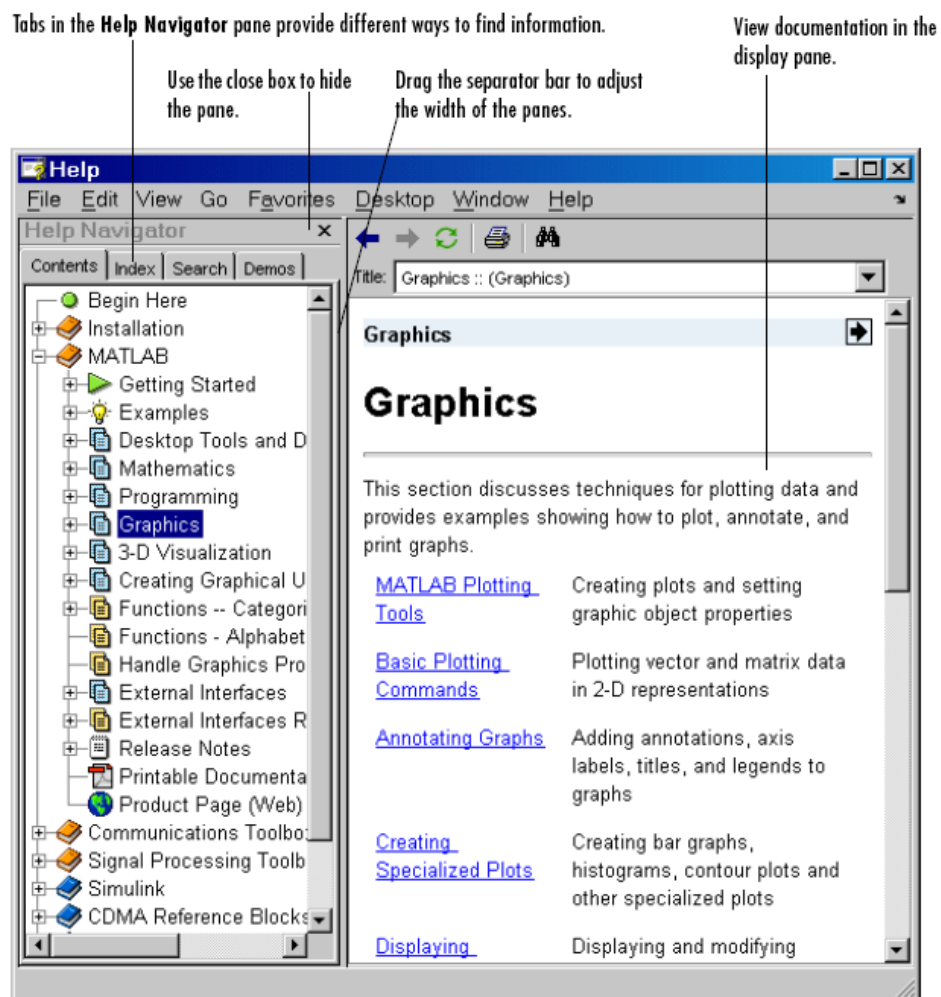 Tabs in the Help Navigator pane provide different ways to find information.
View documentation in the
display pane.
Use the close box to hide
the pane.
Drag the separator bar to adjust
the width of the panes.
Help
File Edit View Go Favorites Desktop Window Help
Help Navigator
Contents Index Search Demos
Begin Here
Installation
MATLAB
Getting Started
Examples
Desktop Tools and D
Mathematics
Programming
Graphics
3-D Visualization
Creating Graphical U
Functions -- Categori
Functions - Alphabet
Handle Graphics Pro
External Interfaces
External Interfaces R
Release Notes
Printable Documenta
Product Page (Web)
Communications Toolbo
Signal Processing Toolb
Simulink
CDMA Reference Blocks
Title: Graphics :: (Graphics)
Graphics
Graphics
This section discusses techniques for plotting data and
provides examples showing how to plot, annotate, and
print graphs.
MATLAB Plotting Creating plots and setting
Tools graphic object properties
Basic Plotting Plotting vector and matrix data
Commands in 2-D representations
Annotating Graphs Adding annotations, axis
labels, titles, and legends to
graphs
Creating Creating bar graphs,
Specialized Plots histograms, contour plots and
other specialized plots
Displaying Displaying and modifying